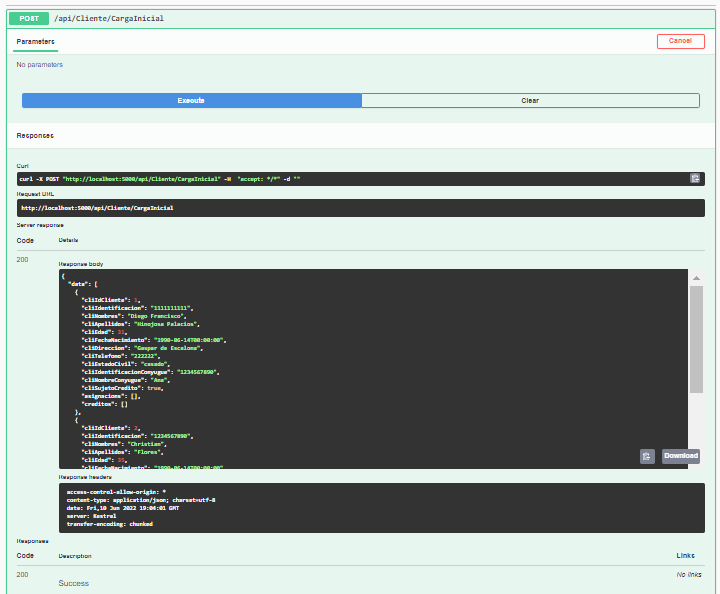 POST /api/Cliente/CargaInicial
Parameters
Cancel
No parameters
Execute
Clear
Responses
Curl
curl -X POST "http://localhost:5000/api/Cliente/CargaInicial" -H "accept: */*" -d ""
Request URL
http://localhost:5000/api/Cliente/CargaInicial
Server response
Code Details
200
Response body
{
"data": [
{
"cliIdCliente": 1,
"cliIdentificacion": "1111111111",
"cliNombres": "Diego Francisco",
"cliApellidos": "Hinojosa Palacios",
"cliEdad": 31,
"cliFechaNacimiento": "1990-06-14T00:00:00",
"cliDireccion": "Gaspar de Escalona",
"cliTelefono": "222222",
"cliEstadoCivil": "casado",
"cliIdentificacionConyugue": "1234567890",
"cliNombreConyugue": "Ana",
"cliSujetoCredito": true,
"asignacions": [],
"creditos": []
},
{
"cliIdCliente": 2,
"cliIdentificacion": "1234567890",
"cliNombres": "Christian",
"cliApellidos": "Flores",
"cliEdad": 35,
"cliFechaNacimiento": "1990-06-14T00:00:00"
Download
Response headers
access-control-allow-origin: *
content-type: application/json; charset=utf-8
date: Fri,10 Jun 2022 19:04:01 GMT
server: Kestrel
transfer-encoding: chunked
Responses
Code Description Links
200 No links
Success